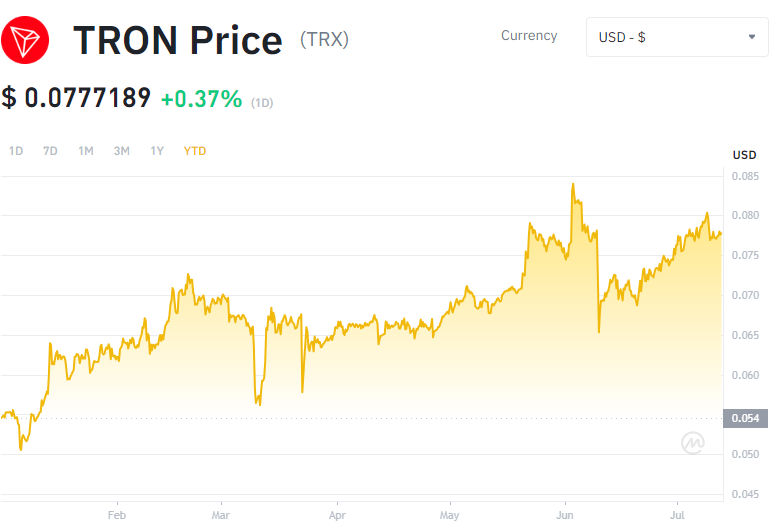 TRON Price (TRX)
Currency
USD - $
$ 0.0777189 +0.37% (1D)
1D 7D 1M 3M 1Y YTD
USD
0.085
0.080
0.075
0.070
0.065
0.060
0.054
0.050
0.045
Feb Mar Apr May Jun Jul